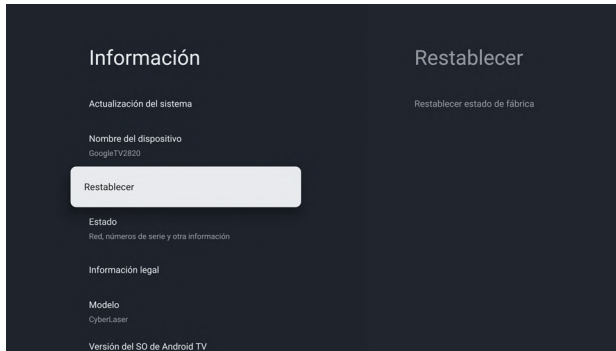 Información
Actualización del sistema
Nombre del dispositivo
GoogleTV2820
Restablecer
Estado
Red, números de serie y otra información
Información legal
Modelo
CyberLaser
Versión del SO de Android TV
Restablecer
Restablecer estado de fábrica